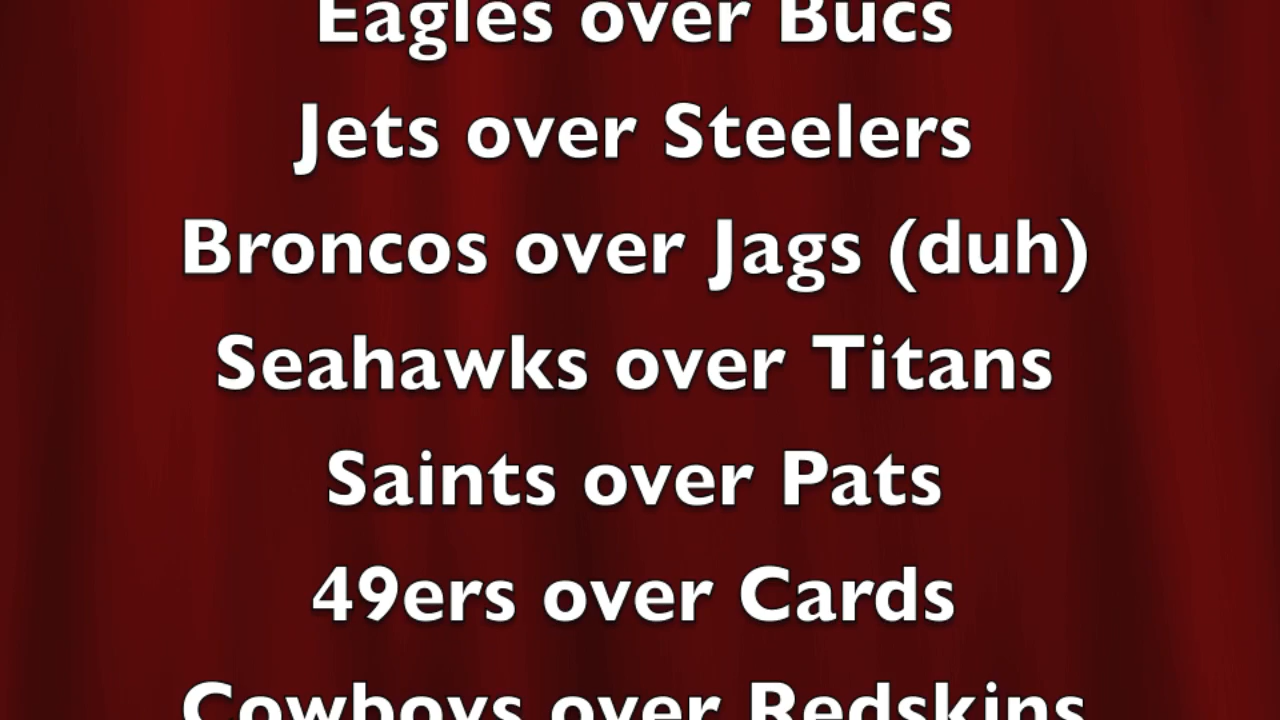 Eagles over Bucs
Jets over Steelers
Broncos over Jags (duh)
Seahawks over Titans
Saints over Pats
49ers over Cards
Cowboys over Redskins